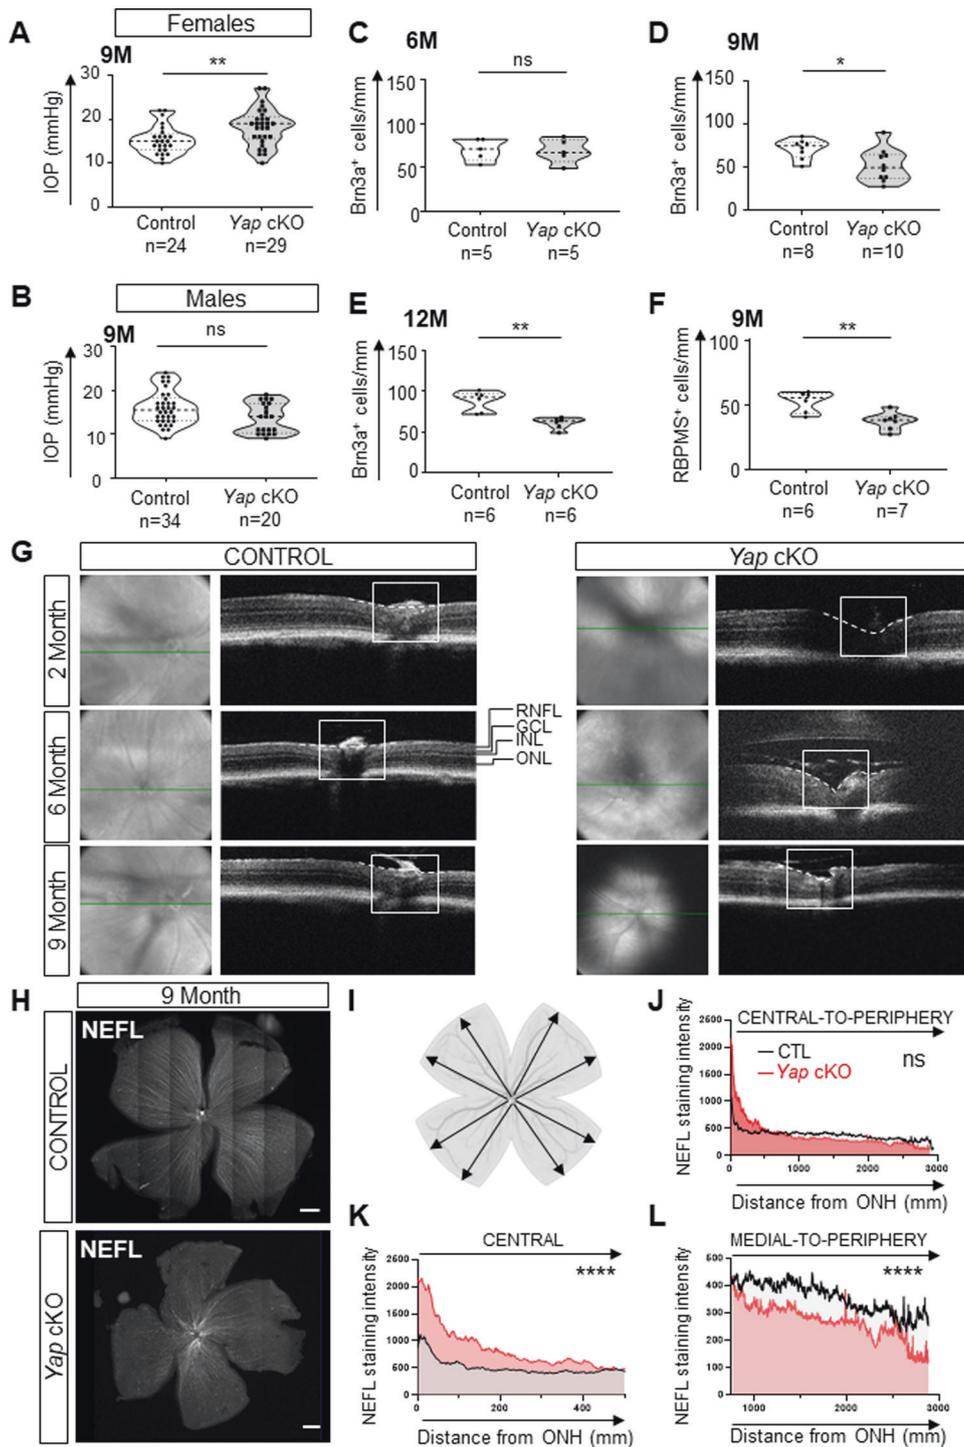 A
Females
9M
**
IOP (mmHg)
30
20
10
0
Control
n=24
Yap cKO
n=29
C
6M
ns
Brn3a+ cells/mm
150
100
50
0
Control
n=5
Yap cKO
n=5
D
9M
*
Brn3a+ cells/mm
150
100
50
0
Control
n=8
Yap cKO
n=10
B
Males
9M
ns
IOP (mmHg)
30
20
10
0
Control
n=34
Yap cKO
n=20
E
12M
**
Brn3a+ cells/mm
150
100
50
0
Control
n=6
Yap cKO
n=6
F
9M
**
RBPMS+ cells/mm
100
50
0
Control
n=6
Yap cKO
n=7
G
CONTROL
Yap cKO
2 Month
6 Month
9 Month
RNFL
GCL
INL
ONL
H
9 Month
CONTROL
NEFL
Yap cKO
NEFL
I
J
CENTRAL-TO-PERIPHERY
CTL
Yap cKO
ns
NEFL staining intensity
2600
2000
1600
1000
600
0
0
1000
2000
3000
Distance from ONH (mm)
K
CENTRAL
****
NEFL staining intensity
2600
2000
1600
1000
600
0
0
200
400
Distance from ONH (mm)
L
MEDIAL-TO-PERIPHERY
****
NEFL staining intensity
600
400
300
200
100
0
1000
2000
3000
Distance from ONH (mm)